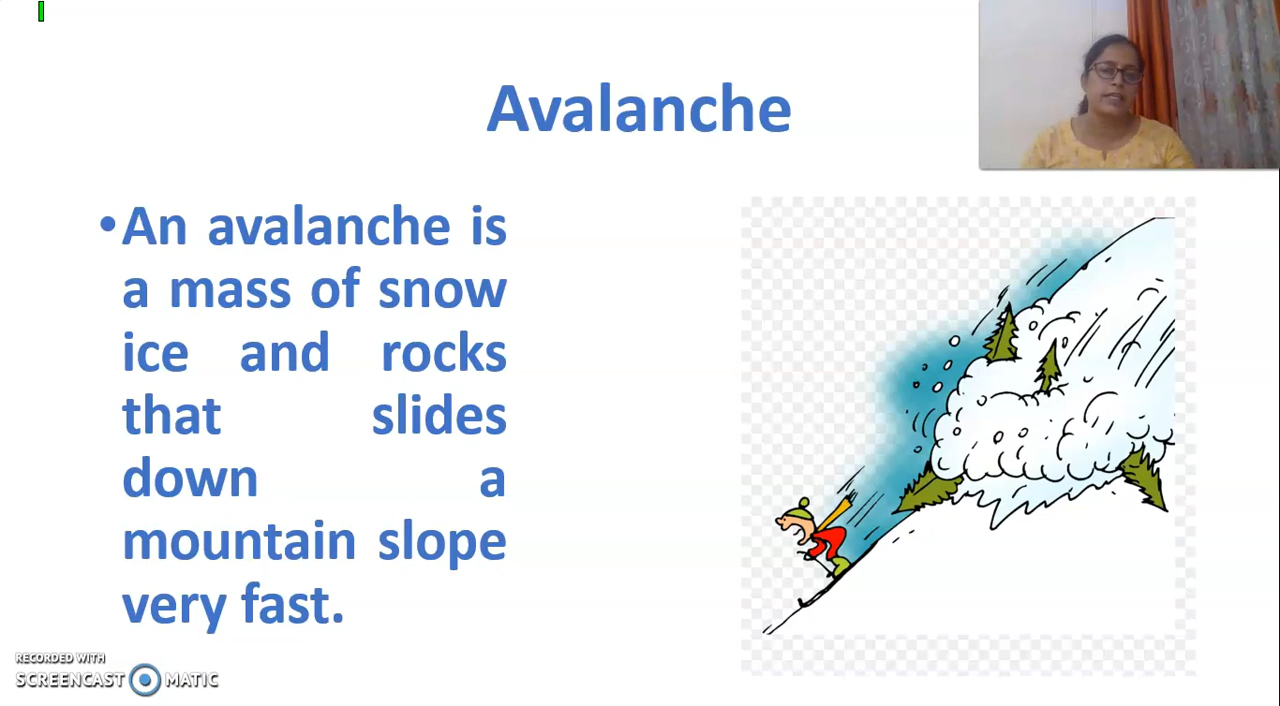 Avalanche
•An avalanche is
a mass of snow
ice and rocks
that slides
down a
mountain slope
very fast.
RECORDED WITH
SCREENCAST MATIC